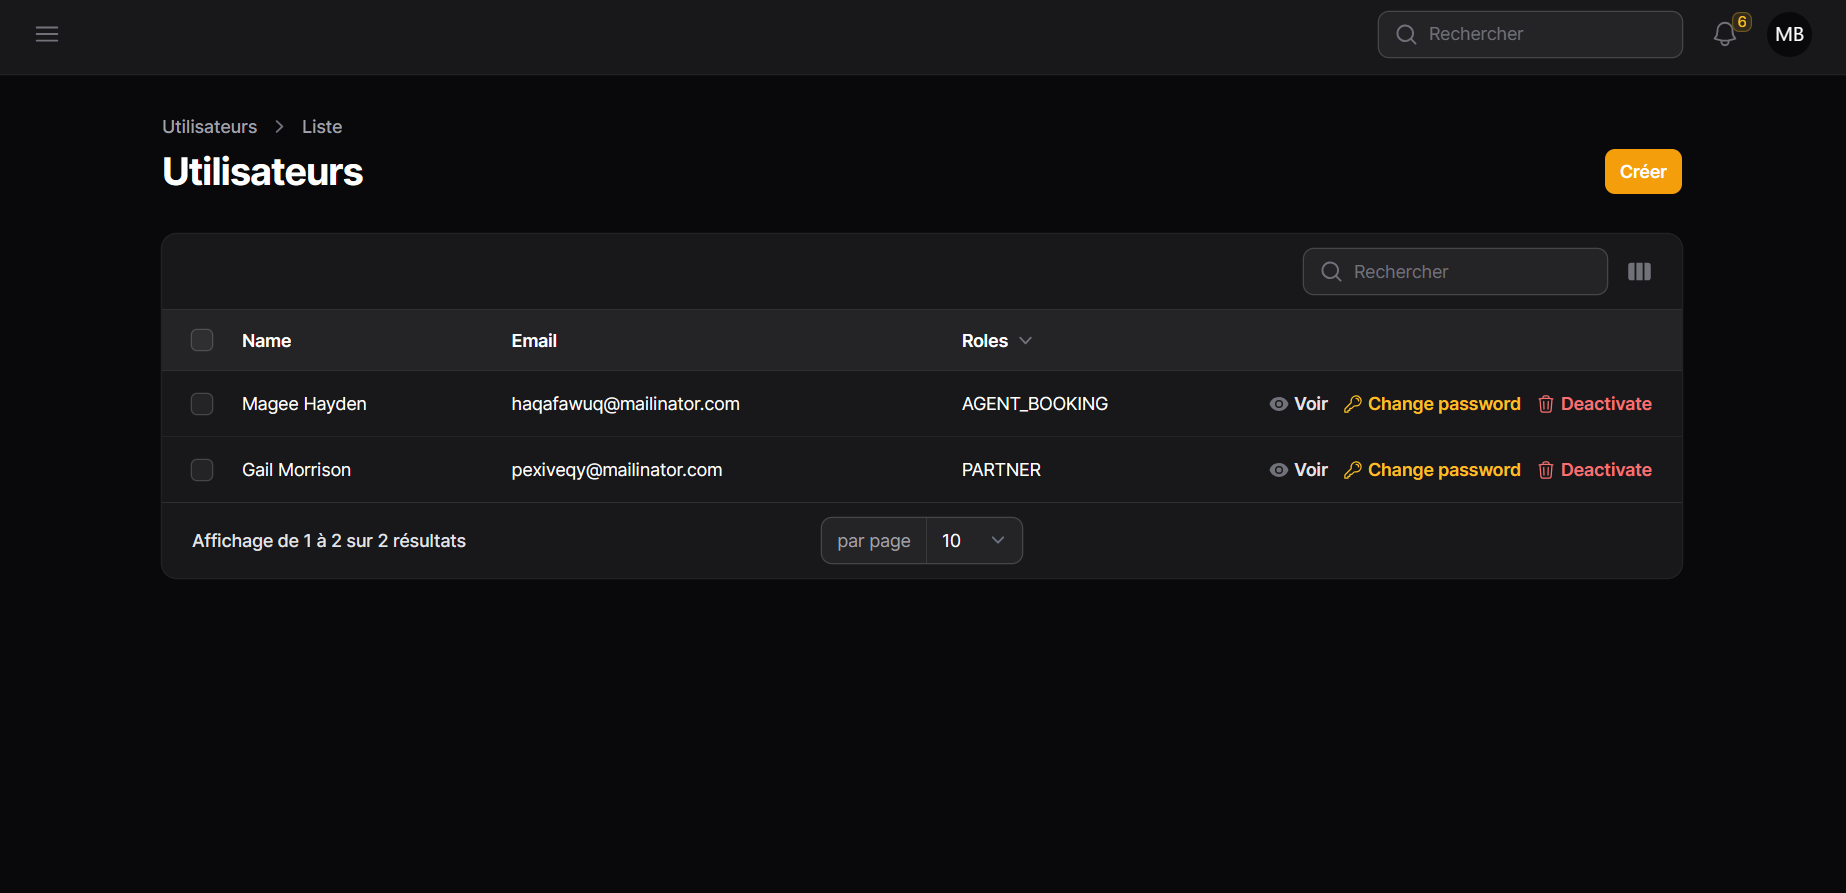 Rechercher
6
MB
Utilisateurs > Liste
Utilisateurs
Créer
Rechercher
Name Email Roles
Magee Hayden haqafawuq@mailinator.com AGENT_BOOKING Voir Change password Deactivate
Gail Morrison pexiveqy@mailinator.com PARTNER Voir Change password Deactivate
Affichage de 1 à 2 sur 2 résultats par page 10